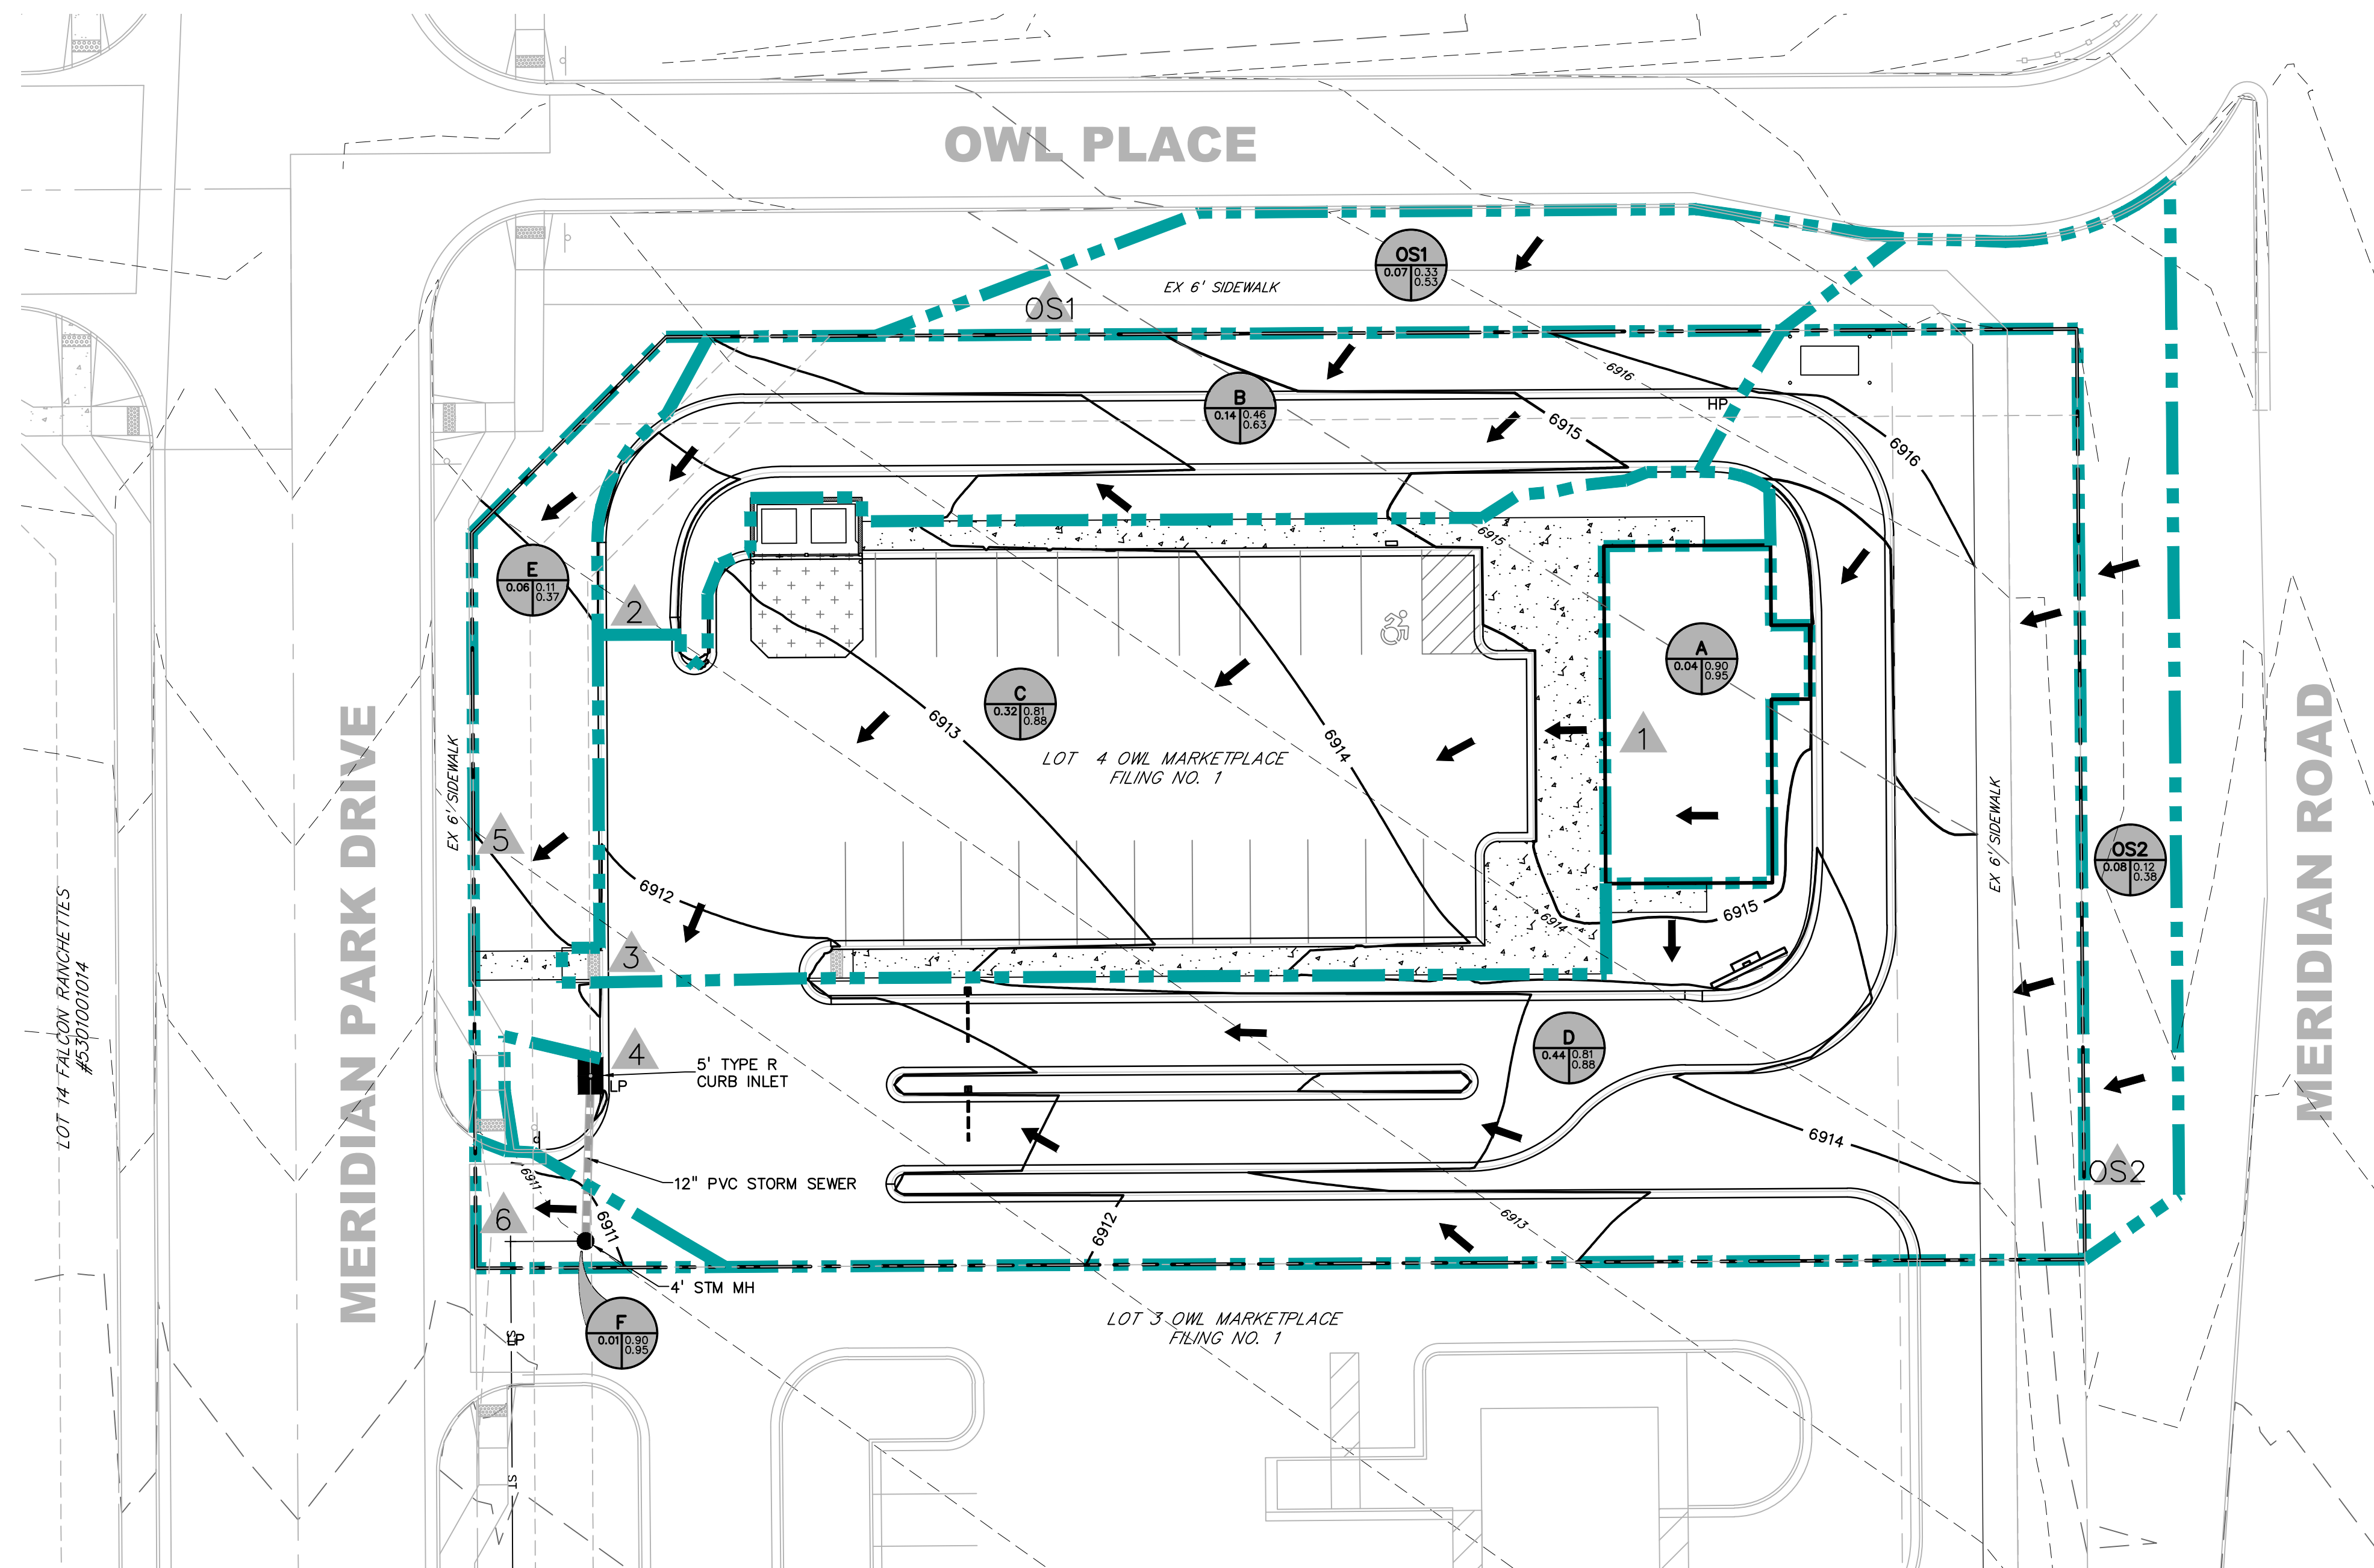 OWL PLACE
OS1
0.07 0.33
0.53
EX 6' SIDEWALK
OS1
6916
B
0.14 0.46
0.63
HP
6915
6916
6915
E
0.06 0.11
0.37
2
A
0.04 0.90
0.95
C
0.32 0.81
0.88
6913
6914
1
LOT 4 OWL MARKETPLACE
FILING NO. 1
MERIDIAN PARK DRIVE
EX 6' SIDEWALK
5
MERIDIAN ROAD
EX 6' SIDEWALK
OS2
0.08 0.12
0.38
6912
6915
6914
LOT 14 FALCON RANCHETTES
#5301001014
3
4
5' TYPE R
CURB INLET
LP
D
0.44 0.81
0.88
6914
OS2
6911
12" PVC STORM SEWER
6
6911
6912
6913
4' STM MH
F
0.01 0.90
0.95
LOT 3 OWL MARKETPLACE
FILING NO. 1
LP
ST
ST